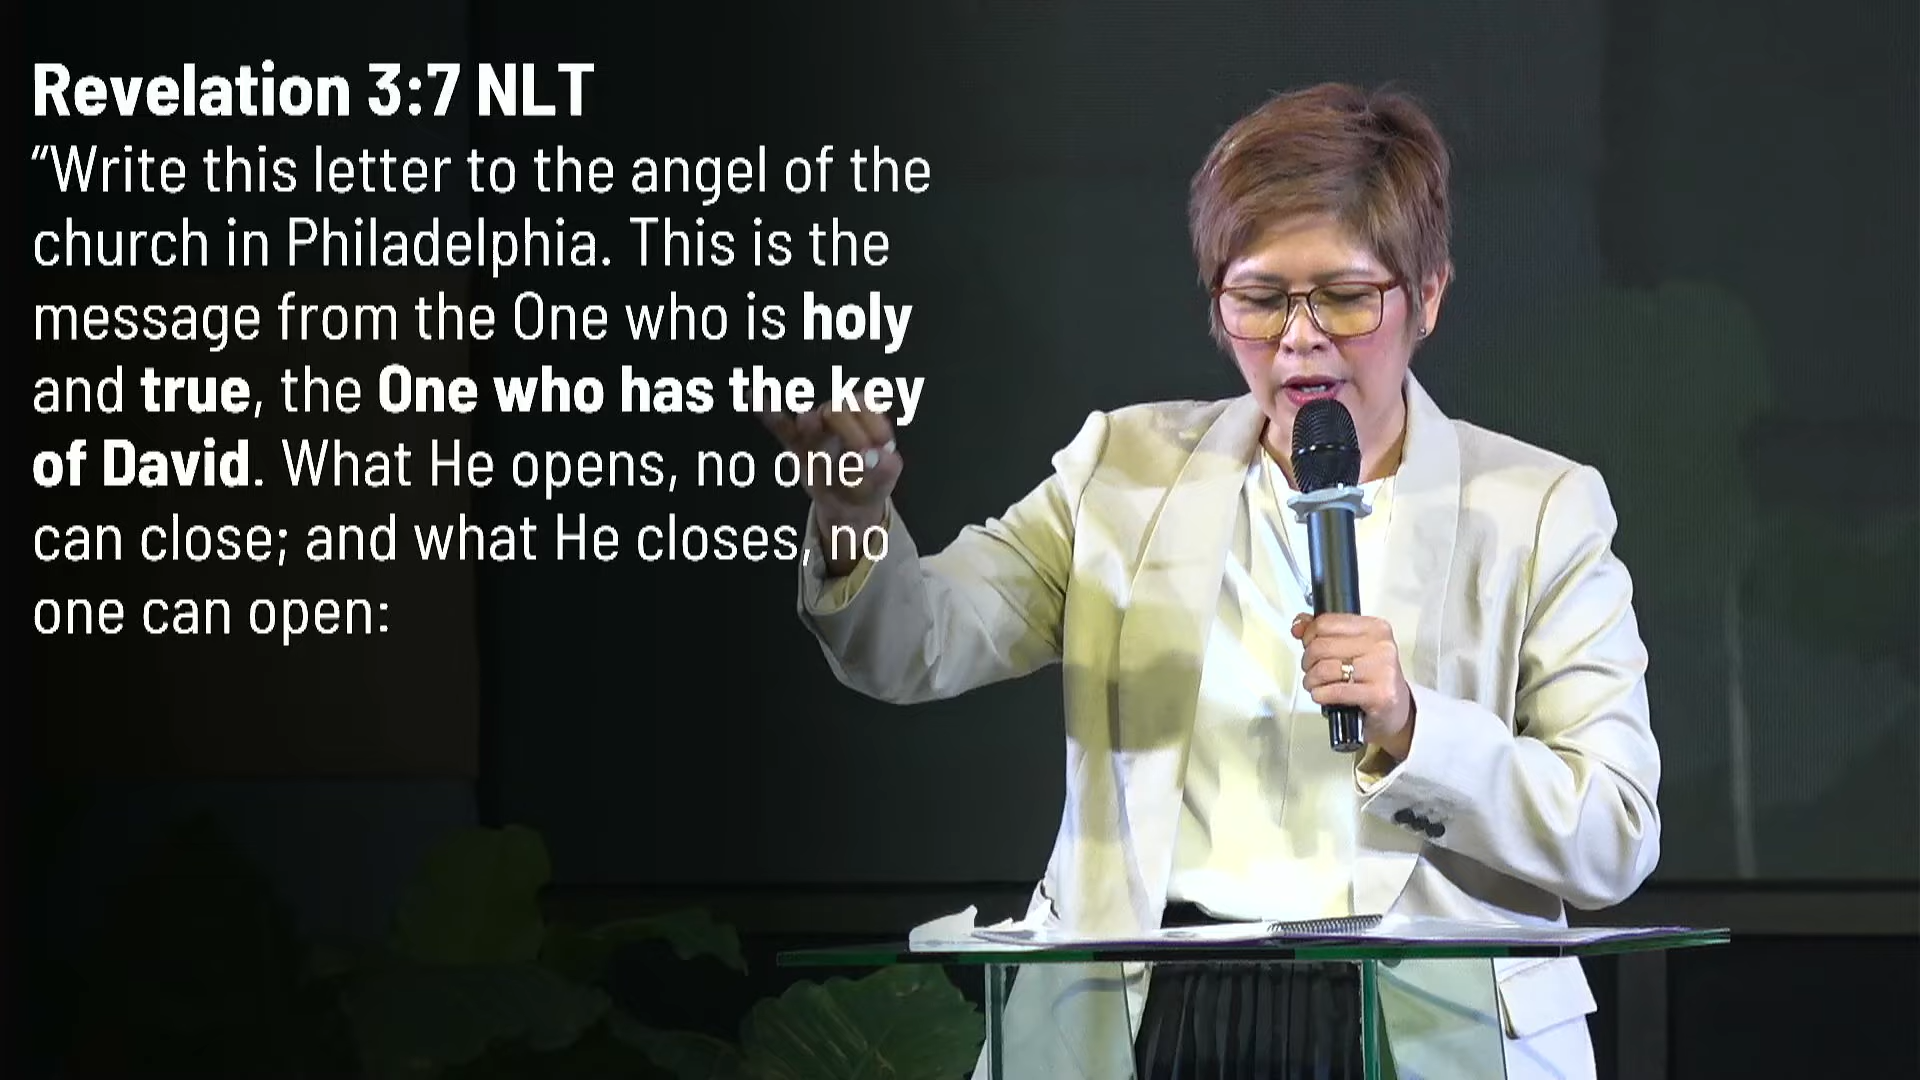 Revelation 3:7 NLT
“Write this letter to the angel of the
church in Philadelphia. This is the
message from the One who is holy
and true, the One who has the key
of David. What He opens, no one
can close; and what He closes, no
one can open: